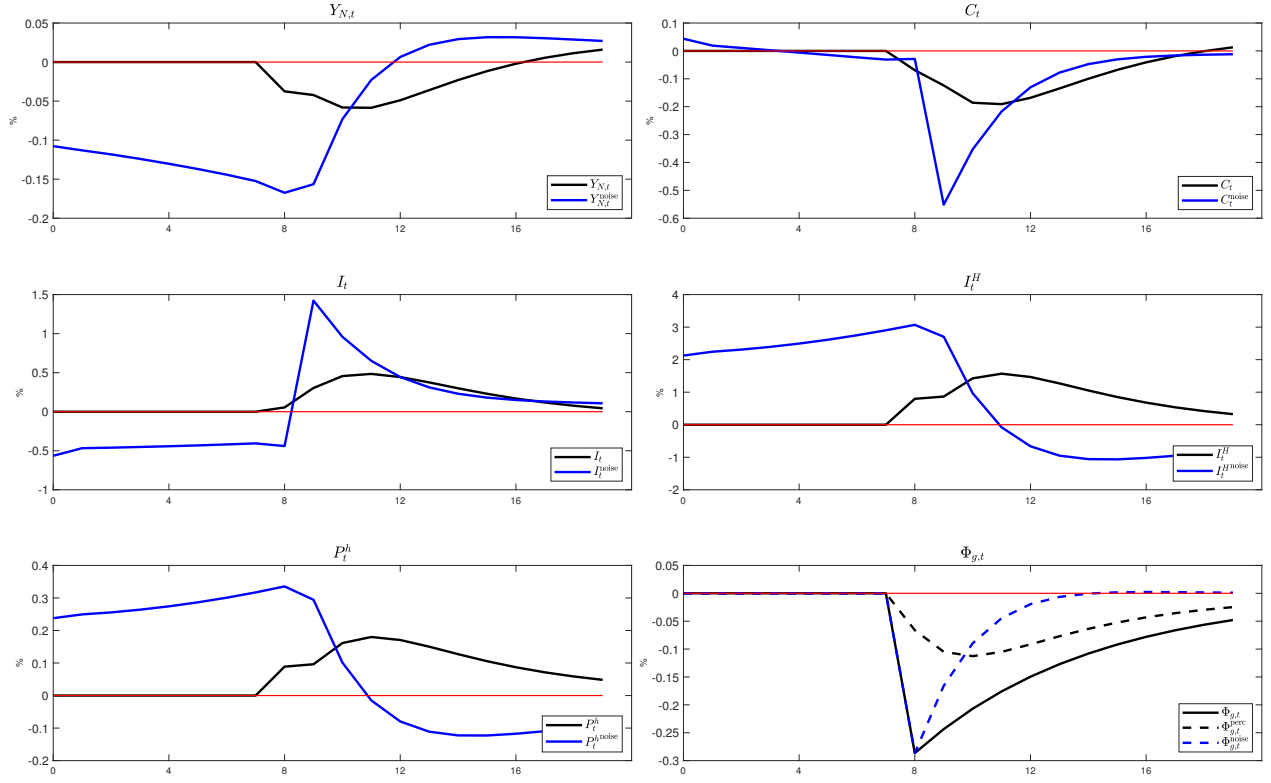 Y_{N,t}
0.05
0
-0.05
-0.1
-0.15
-0.2
%
0 4 8 12 16
Y_{N,t}
Y_{N,t}^{noise}
C_t
0.1
0
-0.1
-0.2
-0.3
-0.4
-0.5
-0.6
%
0 4 8 12 16
C_t
C_t^{noise}
I_t
1.5
1
0.5
0
-0.5
-1
%
0 4 8 12 16
I_t
I_t^{noise}
I_t^H
4
3
2
1
0
-1
-2
%
0 4 8 12 16
I_t^H
I_t^{H^{noise}}
P_t^h
0.4
0.3
0.2
0.1
0
-0.1
-0.2
%
0 4 8 12 16
P_t^h
P_t^{h^{noise}}
Φ_{g,t}
0.05
0
-0.05
-0.1
-0.15
-0.2
-0.25
-0.3
%
0 4 8 12 16
Φ_{g,t}
Φ_{g,t}^{perc}
Φ_{g,t}^{noise}